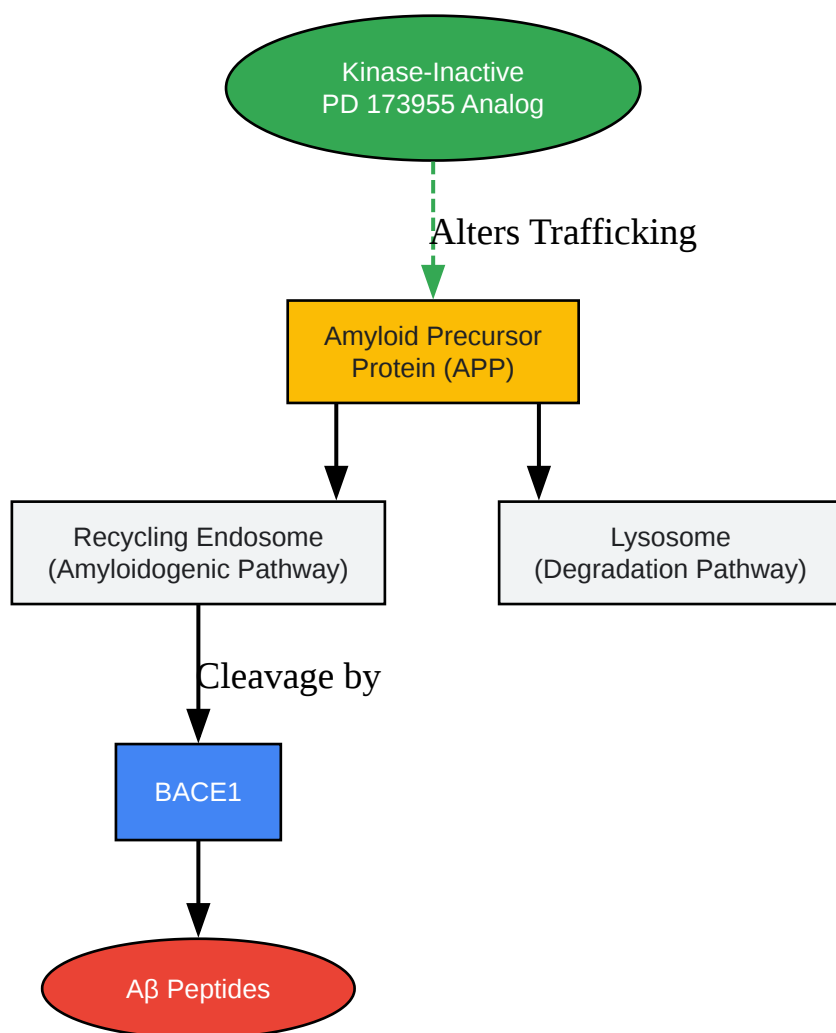 Kinase-Inactive
PD 173955 Analog
Alters Trafficking
Amyloid Precursor
Protein (APP)
Recycling Endosome
(Amyloidogenic Pathway)
Lysosome
(Degradation Pathway)
Cleavage by
BACE1
Aβ Peptides